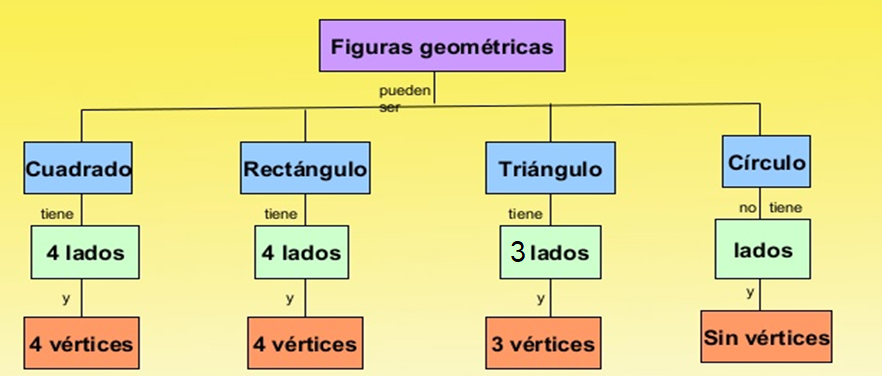 Figuras geométricas
pueden
ser
Cuadrado
Rectángulo
Triángulo
Círculo
tiene
tiene
tiene
no tiene
4 lados
4 lados
3 lados
lados
y
y
y
y
4 vértices
4 vértices
3 vértices
Sin vértices